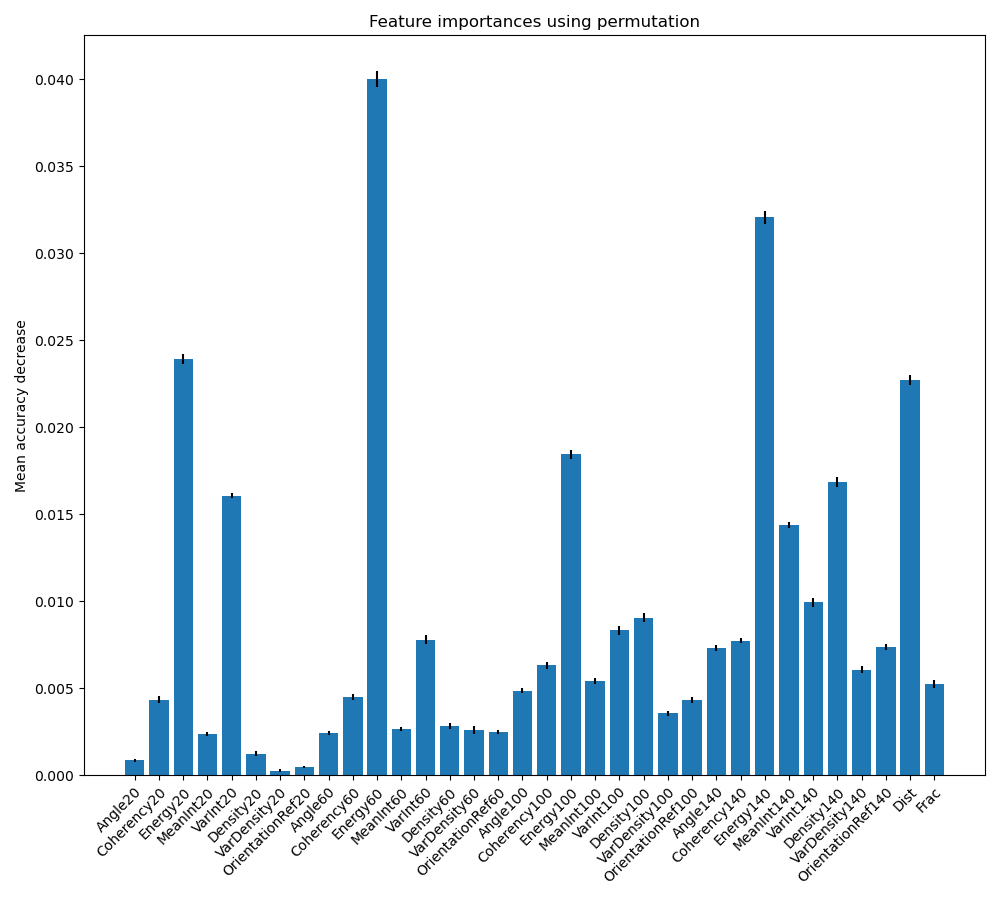 Feature importances using permutation
Mean accuracy decrease
0.040
0.035
0.030
0.025
0.020
0.015
0.010
0.005
0.000
Angle20
Coherency20
Energy20
MeanInt20
VarInt20
Density20
VarDensity20
OrientationRef20
Angle60
Coherency60
Energy60
MeanInt60
VarInt60
Density60
VarDensity60
OrientationRef60
Angle100
Coherency100
Energy100
MeanInt100
VarInt100
Density100
VarDensity100
OrientationRef100
Angle140
Coherency140
Energy140
MeanInt140
VarInt140
Density140
VarDensity140
OrientationRef140
Dist
Frac